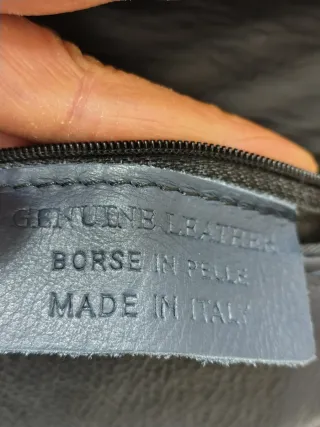 GENUINE LEATHER
BORSE IN PELLE
MADE IN ITALY